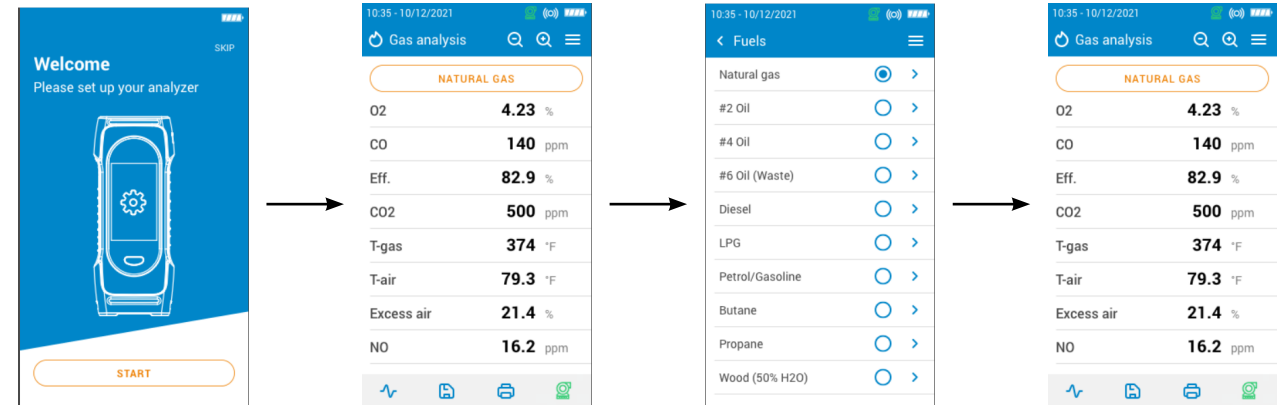 SKIP
Welcome
Please set up your analyzer
START
10:35 - 10/12/2021
Gas analysis
NATURAL GAS
O2 4.23 %
CO 140 ppm
Eff. 82.9 %
CO2 500 ppm
T-gas 374 °F
T-air 79.3 °F
Excess air 21.4 %
NO 16.2 ppm
10:35 - 10/12/2021
Fuels
Natural gas
#2 Oil
#4 Oil
#6 Oil (Waste)
Diesel
LPG
Petrol/Gasoline
Butane
Propane
Wood (50% H2O)
10:35 - 10/12/2021
Gas analysis
NATURAL GAS
O2 4.23 %
CO 140 ppm
Eff. 82.9 %
CO2 500 ppm
T-gas 374 °F
T-air 79.3 °F
Excess air 21.4 %
NO 16.2 ppm